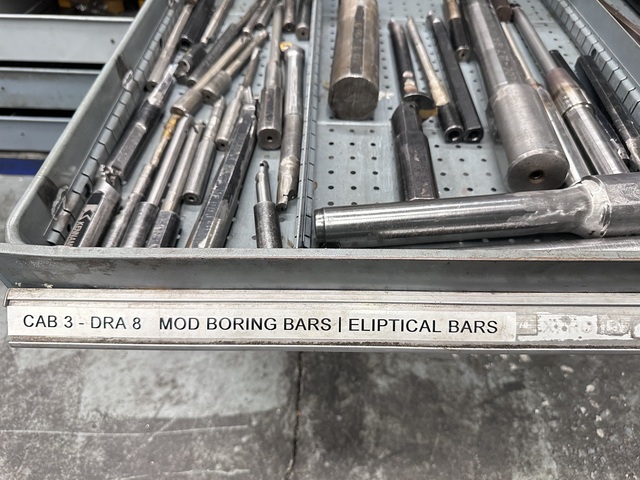 CAB 3 - DRA 8 MOD BORING BARS | ELIPTICAL BARS